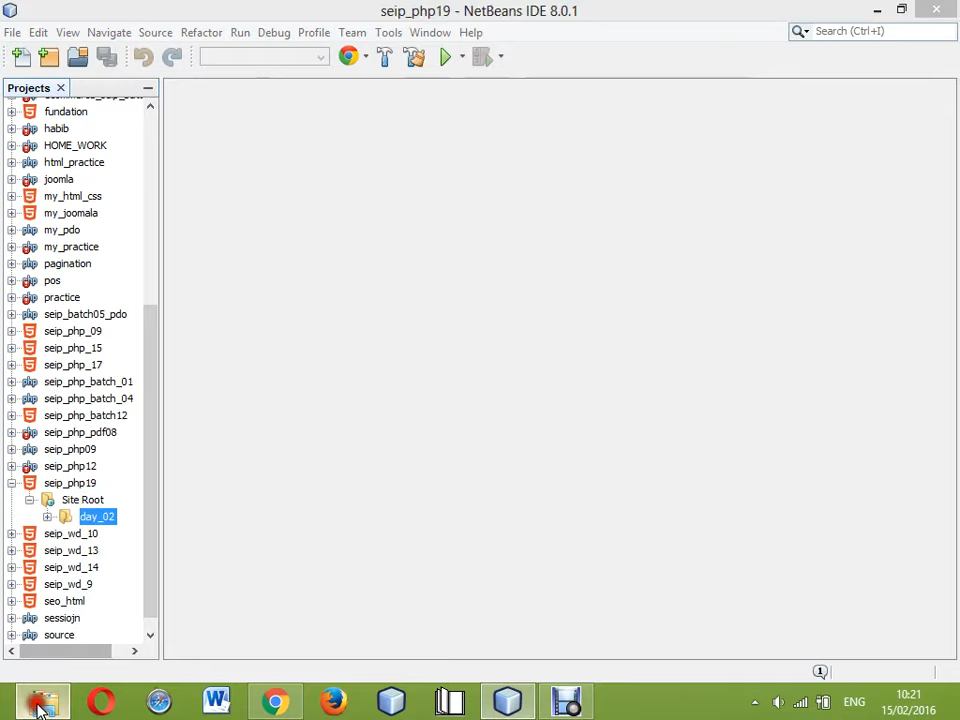 seip_php19 - NetBeans IDE 8.0.1
File Edit View Navigate Source Refactor Run Debug Profile Team Tools Window Help
Search (Ctrl+I)
Projects
fundation
habib
HOME_WORK
html_practice
joomla
my_html_css
my_joomala
my_pdo
my_practice
pagination
pos
practice
seip_batch05_pdo
seip_php_09
seip_php_15
seip_php_17
seip_php_batch_01
seip_php_batch_04
seip_php_batch12
seip_php_pdf08
seip_php09
seip_php12
seip_php19
Site Root
day_02
seip_wd_10
seip_wd_13
seip_wd_14
seip_wd_9
seo_html
sessiojn
source
1
ENG
10:21
15/02/2016